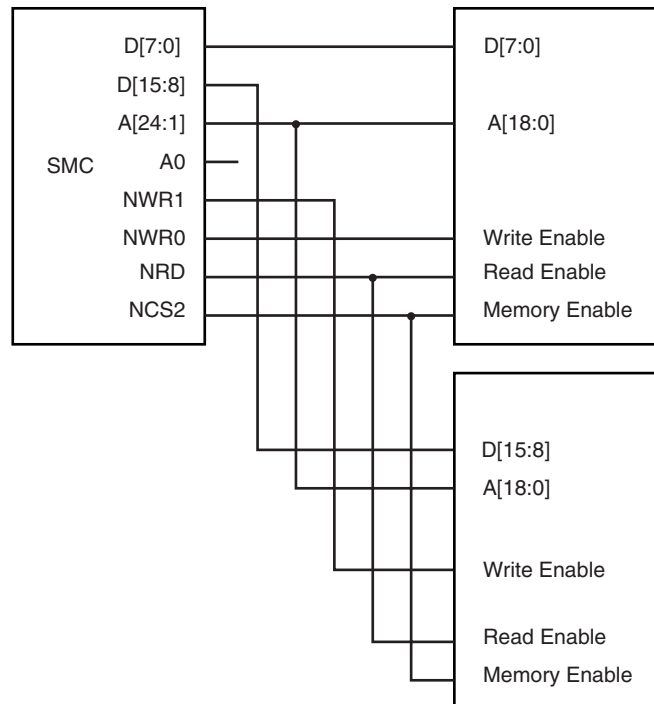 D[7:0]
D[15:8]
A[24:1]
SMC
A0
NWR1
NWR0
NRD
NCS2
D[7:0]
A[18:0]
Write Enable
Read Enable
Memory Enable
D[15:8]
A[18:0]
Write Enable
Read Enable
Memory Enable